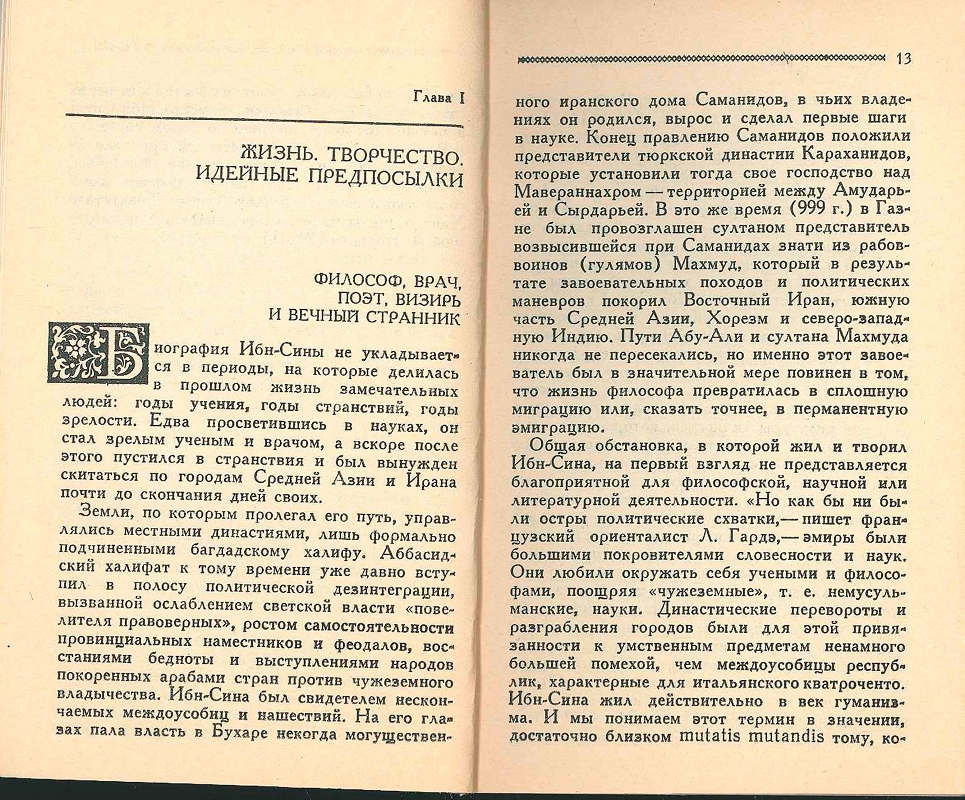 Глава I
ЖИЗНЬ. ТВОРЧЕСТВО.
ИДЕЙНЫЕ ПРЕДПОСЫЛКИ
ФИЛОСОФ, ВРАЧ,
ПОЭТ, ВИЗИРЬ
И ВЕЧНЫЙ СТРАННИК
Биография Ибн-Сины не укладывает-
ся в периоды, на которые делилась
в прошлом жизнь замечательных
людей: годы учения, годы странствий, годы
зрелости. Едва просветившись в науках, он
стал зрелым ученым и врачом, а вскоре после
этого пустился в странствия и был вынужден
скитаться по городам Средней Азии и Ирана
почти до скончания дней своих.
Земли, по которым пролегал его путь, управ-
лялись местными династиями, лишь формально
подчиненными багдадскому халифу. Аббасид-
ский халифат к тому времени уже давно всту-
пил в полосу политической дезинтеграции,
вызванной ослаблением светской власти «пове-
лителя правоверных», ростом самостоятельности
провинциальных наместников и феодалов, вос-
станиями бедноты и выступлениями народов
покоренных арабами стран против чужеземного
владычества. Ибн-Сина был свидетелем нескон-
чаемых междоусобиц и нашествий. На его гла-
зах пала власть в Бухаре некогда могуществен-
13
ного иранского дома Саманидов, в чьих владе-
ниях он родился, вырос и сделал первые шаги
в науке. Конец правлению Саманидов положили
представители тюркской династии Караханидов,
которые установили тогда свое господство над
Мавераннахром — территорией между Амударь-
ей и Сырдарьей. В это же время (999 г.) в Газ-
не был провозглашен султаном представитель
возвысившейся при Саманидах знати из рабов-
воинов (гулямов) Махмуд, который в резуль-
тате завоевательных походов и политических
маневров покорил Восточный Иран, южную
часть Средней Азии, Хорезм и северо-запад-
ную Индию. Пути Абу-Али и султана Махмуда
никогда не пересекались, но именно этот завое-
ватель был в значительной мере повинен в том,
что жизнь философа превратилась в сплошную
миграцию или, сказать точнее, в перманентную
эмиграцию.
Общая обстановка, в которой жил и творил
Ибн-Сина, на первый взгляд не представляется
благоприятной для философской, научной или
литературной деятельности. «Но как бы ни бы-
ли остры политические схватки,— пишет фран-
цузский ориенталист Л. Гардэ,— эмиры были
большими покровителями словесности и наук.
Они любили окружать себя учеными и филосо-
фами, поощряя «чужеземные», т. е. немусуль-
манские, науки. Династические перевороты и
разграбления городов были для этой привя-
занности к умственным предметам ненамного
большей помехой, чем междоусобицы респуб-
лик, характерные для итальянского кватроченто.
Ибн-Сина жил действительно в век гуманиз-
ма. И мы понимаем этот термин в значении,
достаточно близком mutatis mutandis тому, ко-